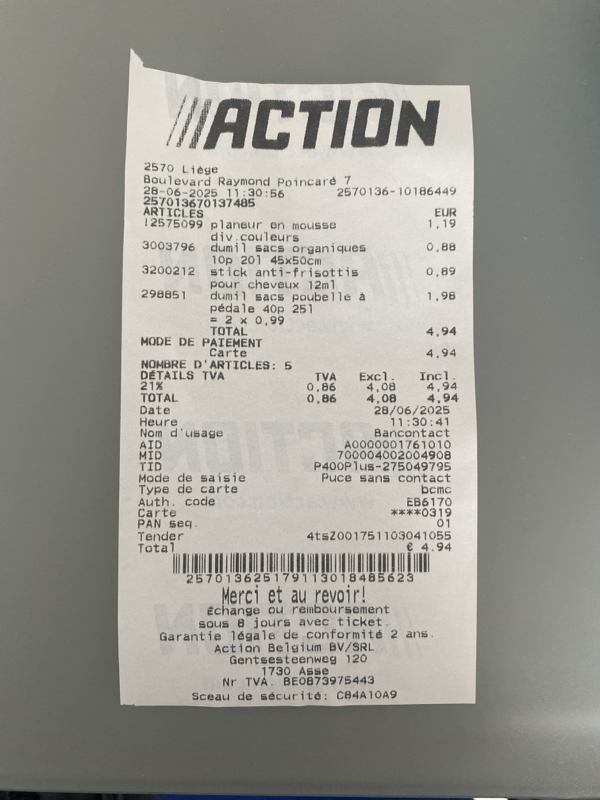 ACTION
2570 Liège
Boulevard Raymond Poincaré 7
28-06-2025 11:30:56 2570136-10186449
257013670137485
ARTICLES EUR
12575099 planeur en mousse 1,19
div.couleurs
3003796 dumil sacs organiques 0,88
10p 20l 45x50cm
3200212 stick anti-frisottis 0,89
pour cheveux 12ml
298851 dumil sacs poubelle à 1,98
pédale 40p 25l
= 2 x 0,99
TOTAL 4,94
MODE DE PAIEMENT
Carte 4,94
NOMBRE D'ARTICLES: 5
DÉTAILS TVA TVA Excl. Incl.
21% 0,86 4,08 4,94
TOTAL 0,86 4,08 4,94
Date 28/06/2025
Heure 11:30:41
Nom d'usage Bancontact
AID A0000001761010
MID 700004002004908
TID P400Plus-275049795
Mode de saisie Puce sans contact
Type de carte bcmc
Auth. code EB6170
Carte ****0319
PAN seq. 01
Tender 4tsZ001751103041055
Total € 4.94
2570136251791130184856​23
Merci et au revoir!
Échange ou remboursement
sous 8 jours avec ticket.
Garantie légale de conformité 2 ans.
Action Belgium BV/SRL
Gentsesteenweg 120
1730 Asse
Nr TVA. BE0873975443
Sceau de sécurité: C84A10A9